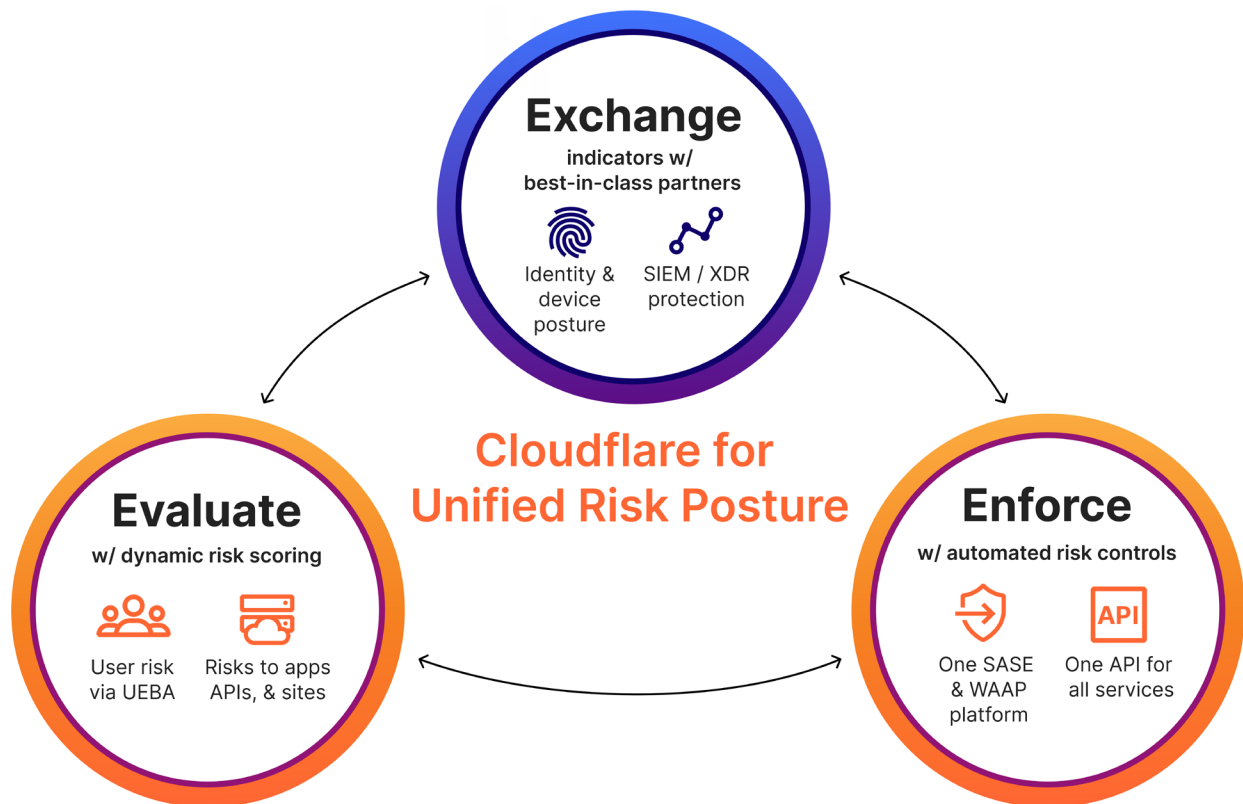 Exchange
indicators w/
best-in-class partners
Identity &
device
posture
SIEM / XDR
protection
Cloudflare for
Unified Risk Posture
Evaluate
w/ dynamic risk scoring
User risk
via UEBA
Risks to apps
APIs, & sites
Enforce
w/ automated risk controls
One SASE
& WAAP
platform
API
One API for
all services